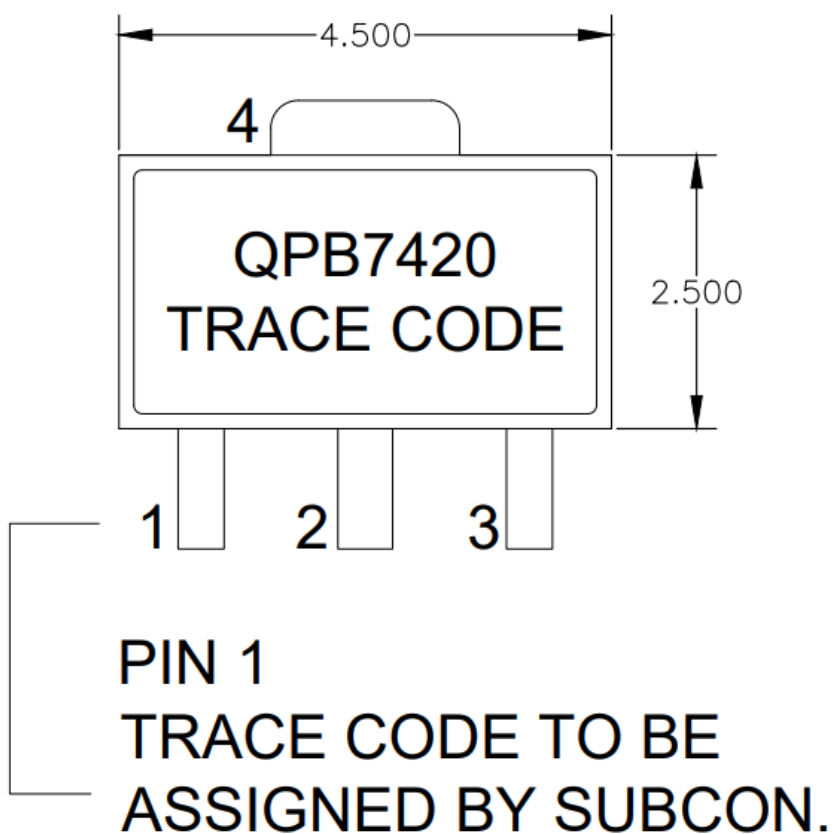 4.500
4
QPB7420
TRACE CODE
2.500
1 2 3
PIN 1
TRACE CODE TO BE
ASSIGNED BY SUBCON.